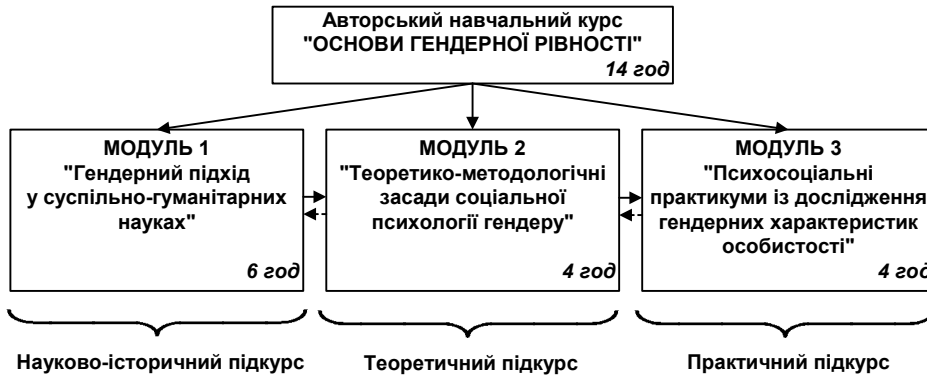 Авторський навчальний курс
"ОСНОВИ ГЕНДЕРНОЇ РІВНОСТІ"
14 год
МОДУЛЬ 1
"Гендерний підхід
у суспільно-гуманітарних
науках"
6 год
МОДУЛЬ 2
"Теоретико-методологічні
засади соціальної
психології гендеру"
4 год
МОДУЛЬ 3
"Психосоціальні
практикуми із дослідження
гендерних характеристик
особистості"
4 год
Науково-історичний підкурс
Теоретичний підкурс
Практичний підкурс